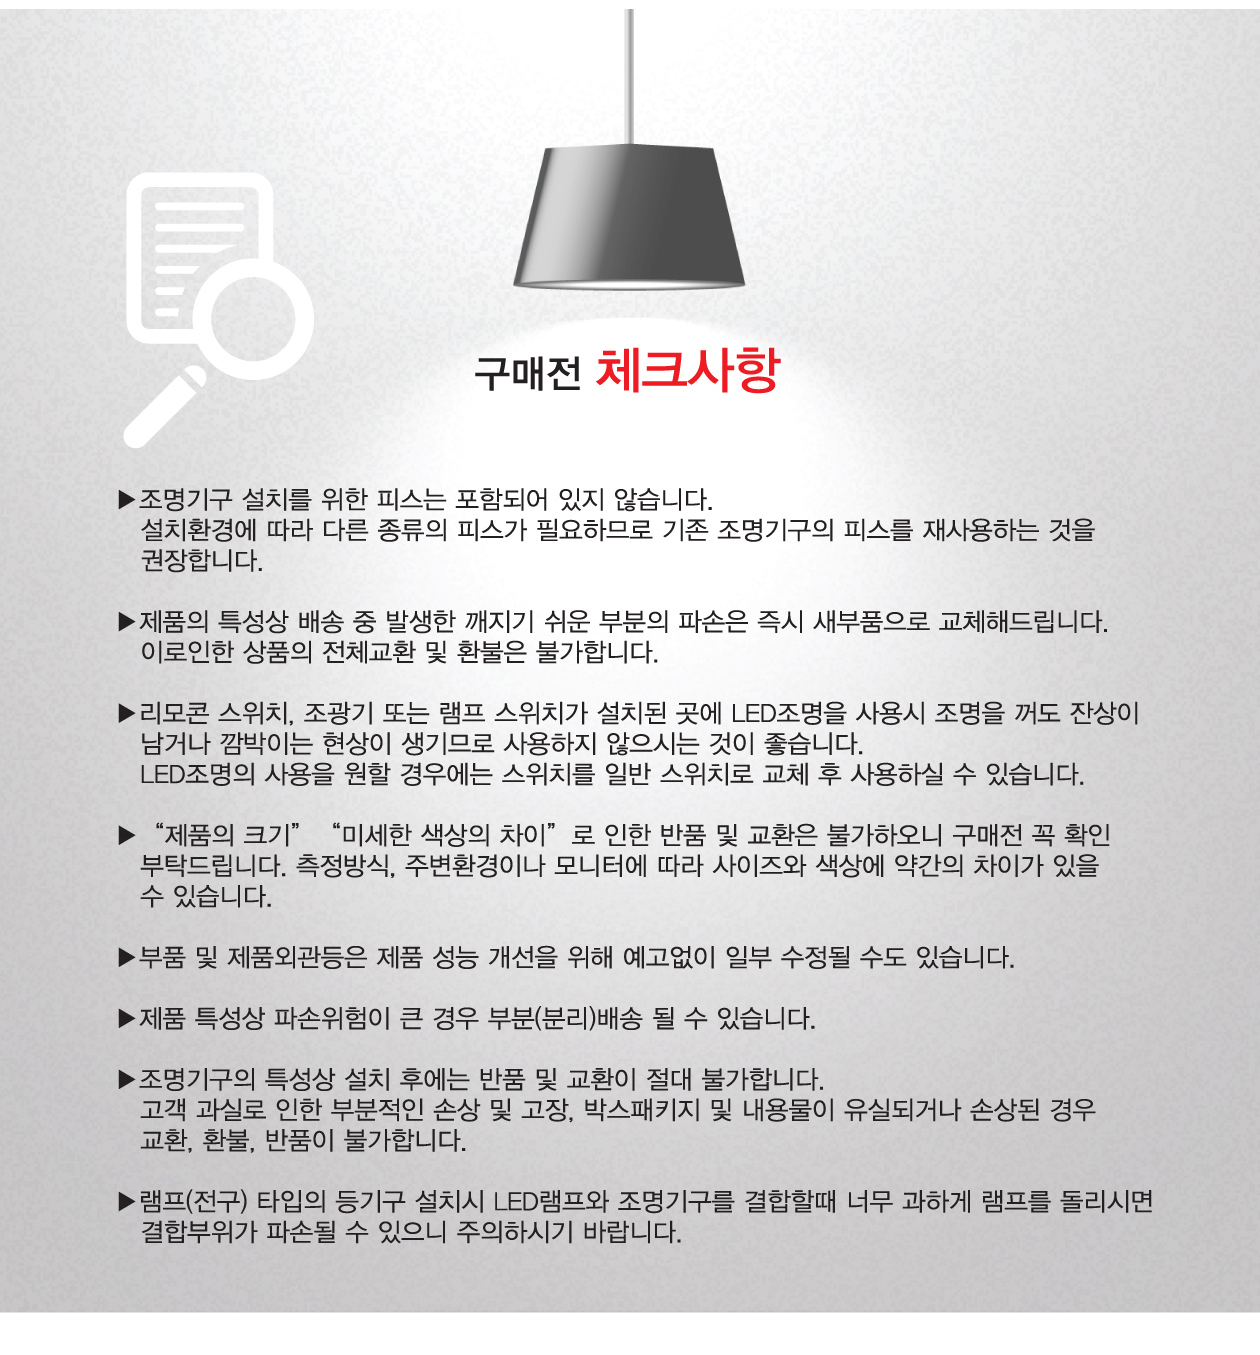 구매전 체크사항
▶조명기구 설치를 위한 피스는 포함되어 있지 않습니다.
설치환경에 따라 다른 종류의 피스가 필요하므로 기존 조명기구의 피스를 재사용하는 것을
권장합니다.
▶제품의 특성상 배송 중 발생한 깨지기 쉬운 부분의 파손은 즉시 새부품으로 교체해드립니다.
이로인한 상품의 전체교환 및 환불은 불가합니다.
▶리모콘 스위치, 조광기 또는 램프 스위치가 설치된 곳에 LED조명을 사용시 조명을 꺼도 잔상이
남거나 깜박이는 현상이 생기므로 사용하지 않으시는 것이 좋습니다.
LED조명의 사용을 원할 경우에는 스위치를 일반 스위치로 교체 후 사용하실 수 있습니다.
▶ “제품의 크기” “미세한 색상의 차이”로 인한 반품 및 교환은 불가하오니 구매전 꼭 확인
부탁드립니다. 측정방식, 주변환경이나 모니터에 따라 사이즈와 색상에 약간의 차이가 있을
수 있습니다.
▶부품 및 제품외관등은 제품 성능 개선을 위해 예고없이 일부 수정될 수도 있습니다.
▶제품 특성상 파손위험이 큰 경우 부분(분리)배송 될 수 있습니다.
▶조명기구의 특성상 설치 후에는 반품 및 교환이 절대 불가합니다.
고객 과실로 인한 부분적인 손상 및 고장, 박스패키지 및 내용물이 유실되거나 손상된 경우
교환, 환불, 반품이 불가합니다.
▶램프(전구) 타입의 등기구 설치시 LED램프와 조명기구를 결합할때 너무 과하게 램프를 돌리시면
결합부위가 파손될 수 있으니 주의하시기 바랍니다.